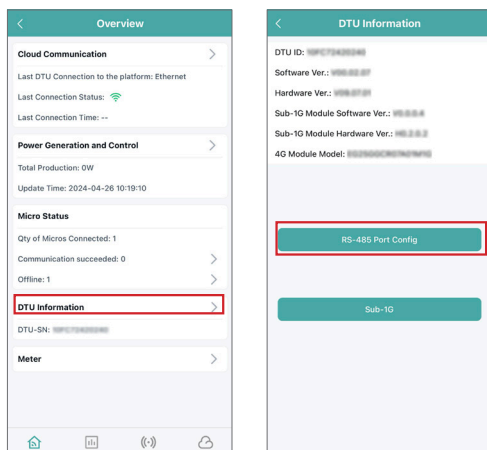 Overview
Cloud Communication
Last DTU Connection to the platform: Ethernet
Last Connection Status:
Last Connection Time: --
Power Generation and Control
Total Production: 0W
Update Time: 2024-04-26 10:19:10
Micro Status
Qty of Micros Connected: 1
Communication succeeded: 0
Offline: 1
DTU Information
DTU-SN:
Meter
DTU Information
DTU ID:
Software Ver.:
Hardware Ver.:
Sub-1G Module Software Ver.:
Sub-1G Module Hardware Ver.:
4G Module Model:
RS-485 Port Config
Sub-1G